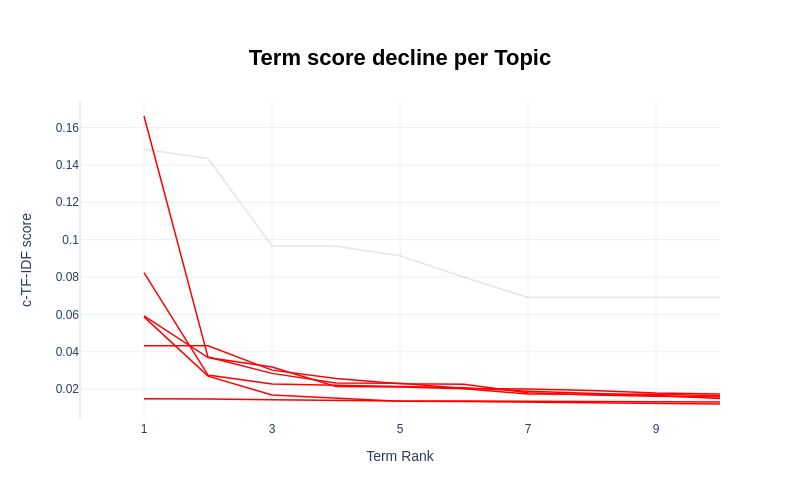 Term score decline per Topic
c-TF-IDF score
0.16
0.14
0.12
0.1
0.08
0.06
0.04
0.02
1 3 5 7 9
Term Rank